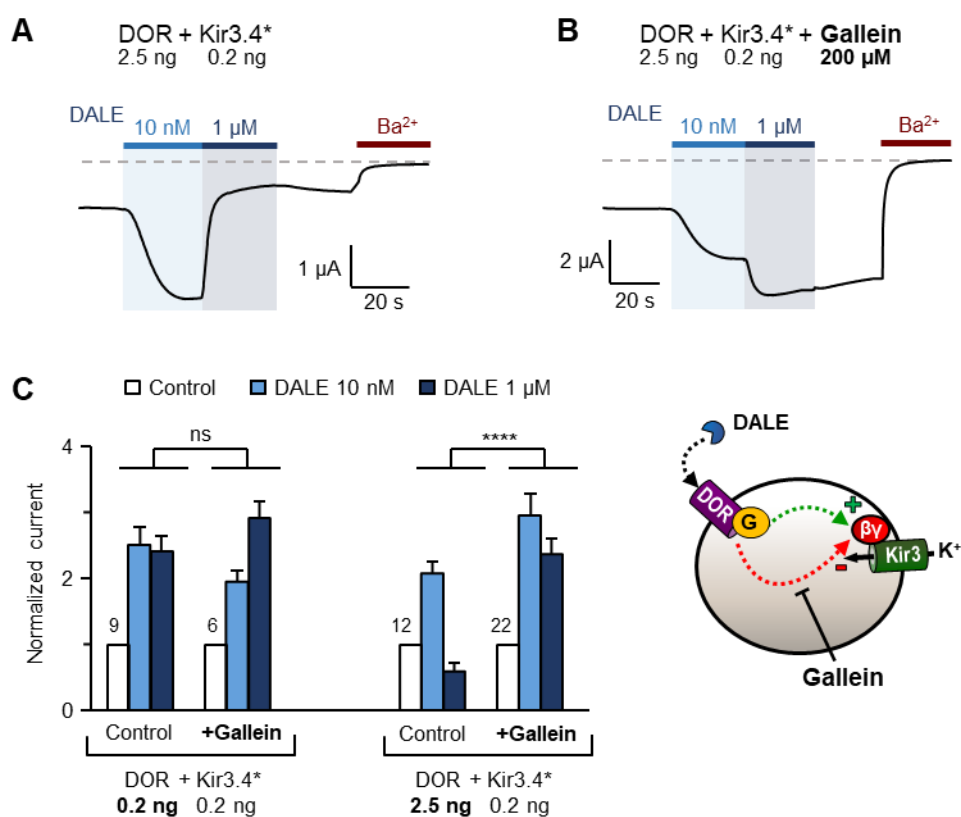 A
DOR + Kir3.4*
2.5 ng 0.2 ng
DALE
10 nM 1 µM
Ba²⁺
1 µA
20 s
B
DOR + Kir3.4* + Gallein
2.5 ng 0.2 ng 200 µM
DALE
10 nM 1 µM
Ba²⁺
2 µA
20 s
C
Control DALE 10 nM DALE 1 µM
Normalized current
4
2
0
ns
****
9
6
12
22
Control +Gallein
Control +Gallein
DOR + Kir3.4*
0.2 ng 0.2 ng
DOR + Kir3.4*
2.5 ng 0.2 ng
DALE
DOR
G
+
βγ
-
Kir3
K⁺
Gallein